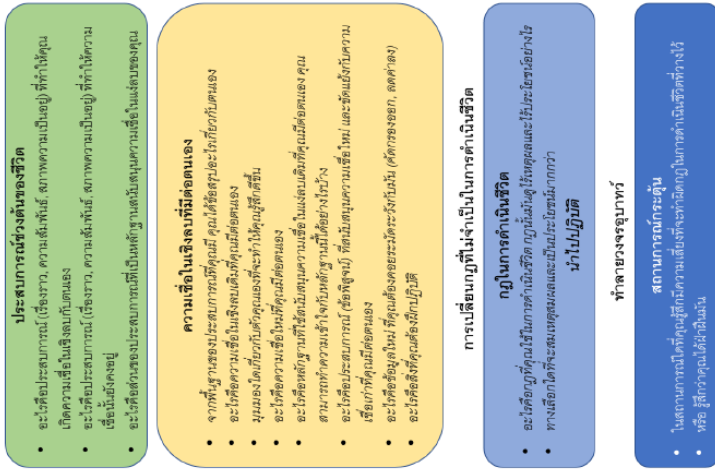 ประสบการณ์ช่วงต้นของชีวิต
• อะไรคือประสบการณ์ (เรื่องราว, ความสัมพันธ์, สภาพความเป็นอยู่) ที่ทำให้คุณ
เกิดความเชื่อในเชิงลบกับตนเอง
• อะไรคือประสบการณ์ (เรื่องราว, ความสัมพันธ์, สภาพความเป็นอยู่) ที่ทำให้ความ
เชื่อนั้นยังคงอยู่
• อะไรคือส่วนของประสบการณ์ที่เป็นหลักฐานสนับสนุนความเชื่อในแง่ลบของคุณ
ความเชื่อในเชิงลบที่มีต่อตนเอง
• จากพื้นฐานของประสบการณ์ที่คุณมี คุณได้ข้อสรุปอะไรเกี่ยวกับตนเอง
• อะไรคือความเชื่อในเชิงลบเดิมที่คุณมีต่อตนเอง
• มุมมองใดเกี่ยวกับตัวคุณเองที่จะทำให้คุณรู้สึกดีขึ้น
• อะไรคือความเชื่อใหม่ที่คุณมีต่อตนเอง
• อะไรคือหลักฐานที่ใช้สนับสนุนความเชื่อในแง่ลบเดิมที่คุณมีต่อตนเอง คุณ
สามารถทำความเข้าใจกับหลักฐานนี้ได้อย่างไรบ้าง
• อะไรคือประสบการณ์ (ข้อพิสูจน์) ที่สนับสนุนความเชื่อใหม่ และขัดแย้งกับความ
เชื่อเก่าที่คุณมีต่อตนเอง
• อะไรคือข้อมูลใหม่ ที่คุณต้องคอยระมัดระวังกับมัน (คัดกรองออก, ลดค่าลง)
• อะไรคือสิ่งที่คุณต้องฝึกปฏิบัติ
การเปลี่ยนกฎที่ไม่จำเป็นในการดำเนินชีวิต
กฎในการดำเนินชีวิต
• อะไรคือกฎที่คุณใช้ในการดำเนินชีวิต กฎนั้นมันดูไร้เหตุผลและไร้ประโยชน์อย่างไร
• ทางเลือกใดที่จะสมเหตุสมผลและเป็นประโยชน์มากกว่า
นำไปปฏิบัติ
ทำลายวงจรอุบาทว์
สถานการณ์กระตุ้น
• ในสถานการณ์ใดที่คุณรู้สึกมีความเสี่ยงที่จะทำผิดกฎในการดำเนินชีวิตที่วางไว้
• หรือ รู้สึกว่าคุณได้ฝ่าฝืนมัน